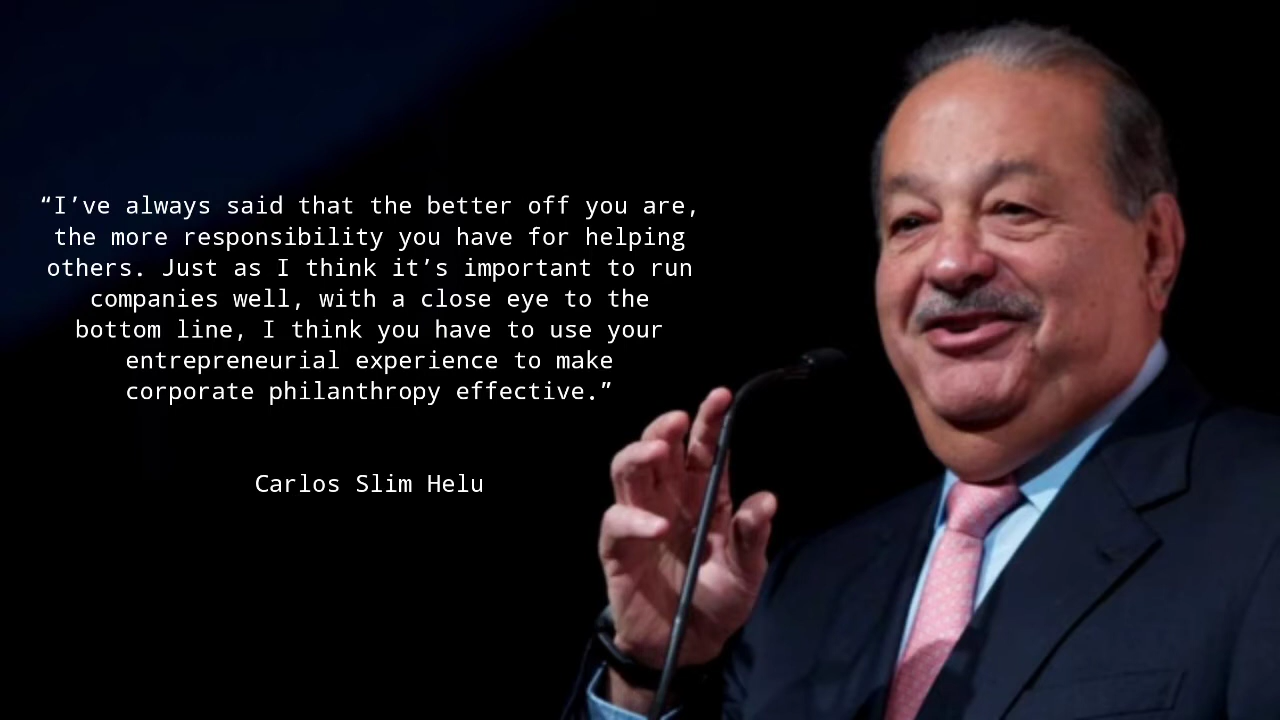 “I’ve always said that the better off you are,
the more responsibility you have for helping
others. Just as I think it’s important to run
companies well, with a close eye to the
bottom line, I think you have to use your
entrepreneurial experience to make
corporate philanthropy effective.”
Carlos Slim Helu